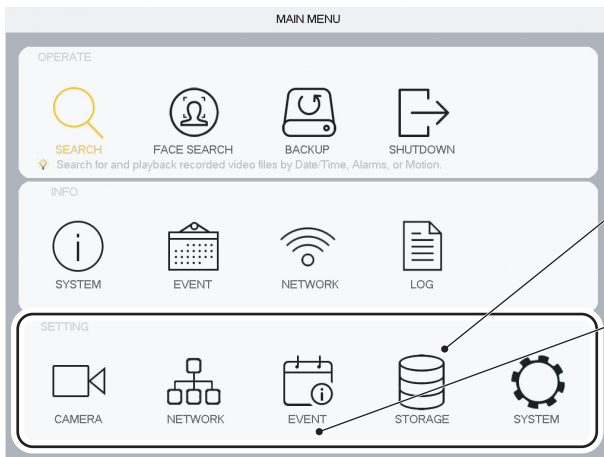 MAIN MENU
OPERATE
SEARCH FACE SEARCH BACKUP SHUTDOWN
Search for and playback recorded video files by Date/Time, Alarms, or Motion.
INFO
SYSTEM EVENT NETWORK LOG
SETTING
CAMERA NETWORK EVENT STORAGE SYSTEM